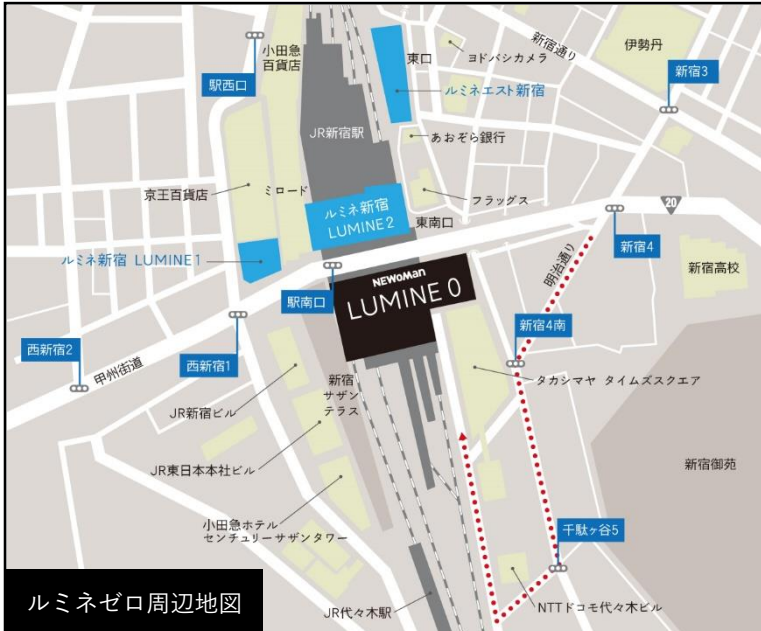 小田急
百貨店
東口
ヨドバシカメラ
新宿通り
伊勢丹
駅西口
ルミネエスト新宿
新宿3
JR新宿駅
あおぞら銀行
京王百貨店
ミロード
ルミネ新宿
LUMINE2
フラッグス
東南口
20
ルミネ新宿 LUMINE1
新宿4
明治通り
新宿高校
駅南口
NEWoMan
LUMINE 0
西新宿2
甲州街道
西新宿1
新宿4南
新宿
サザン
テラス
タカシマヤ タイムズスクエア
JR新宿ビル
JR東日本本社ビル
新宿御苑
小田急ホテル
センチュリーサザンタワー
千駄ヶ谷5
ルミネゼロ周辺地図
JR代々木駅
NTTドコモ代々木ビル